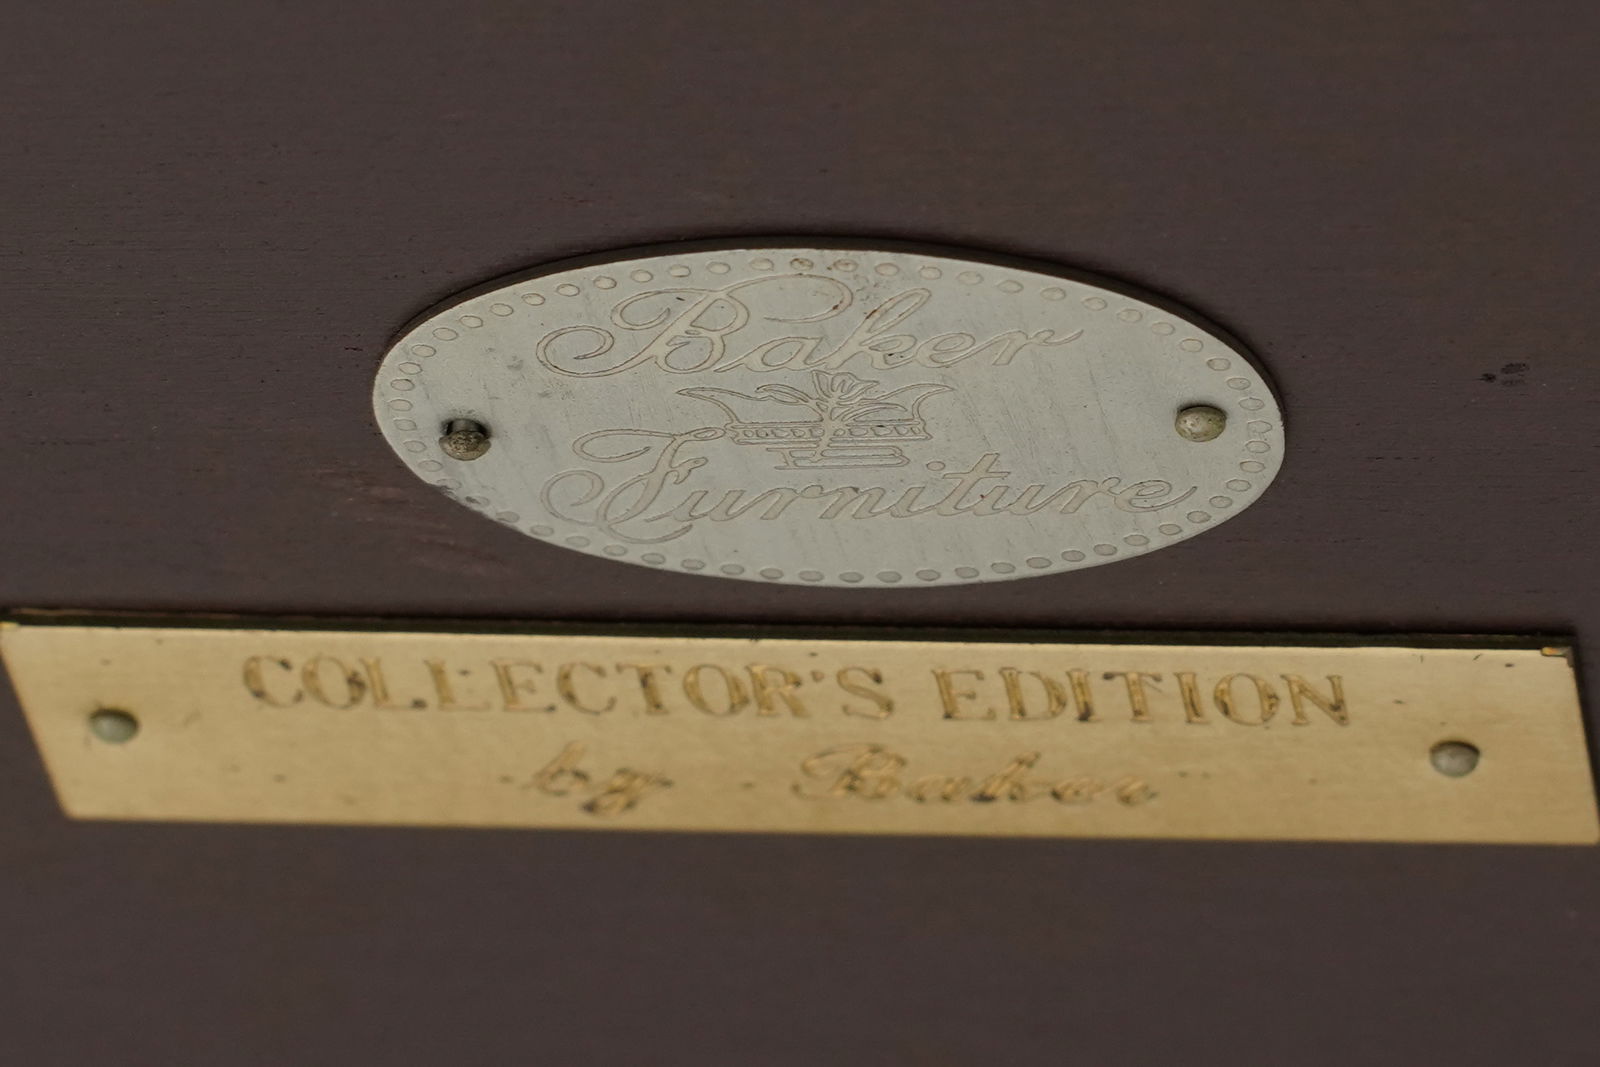 Baker
Furniture
COLLECTOR'S EDITION
by Baker